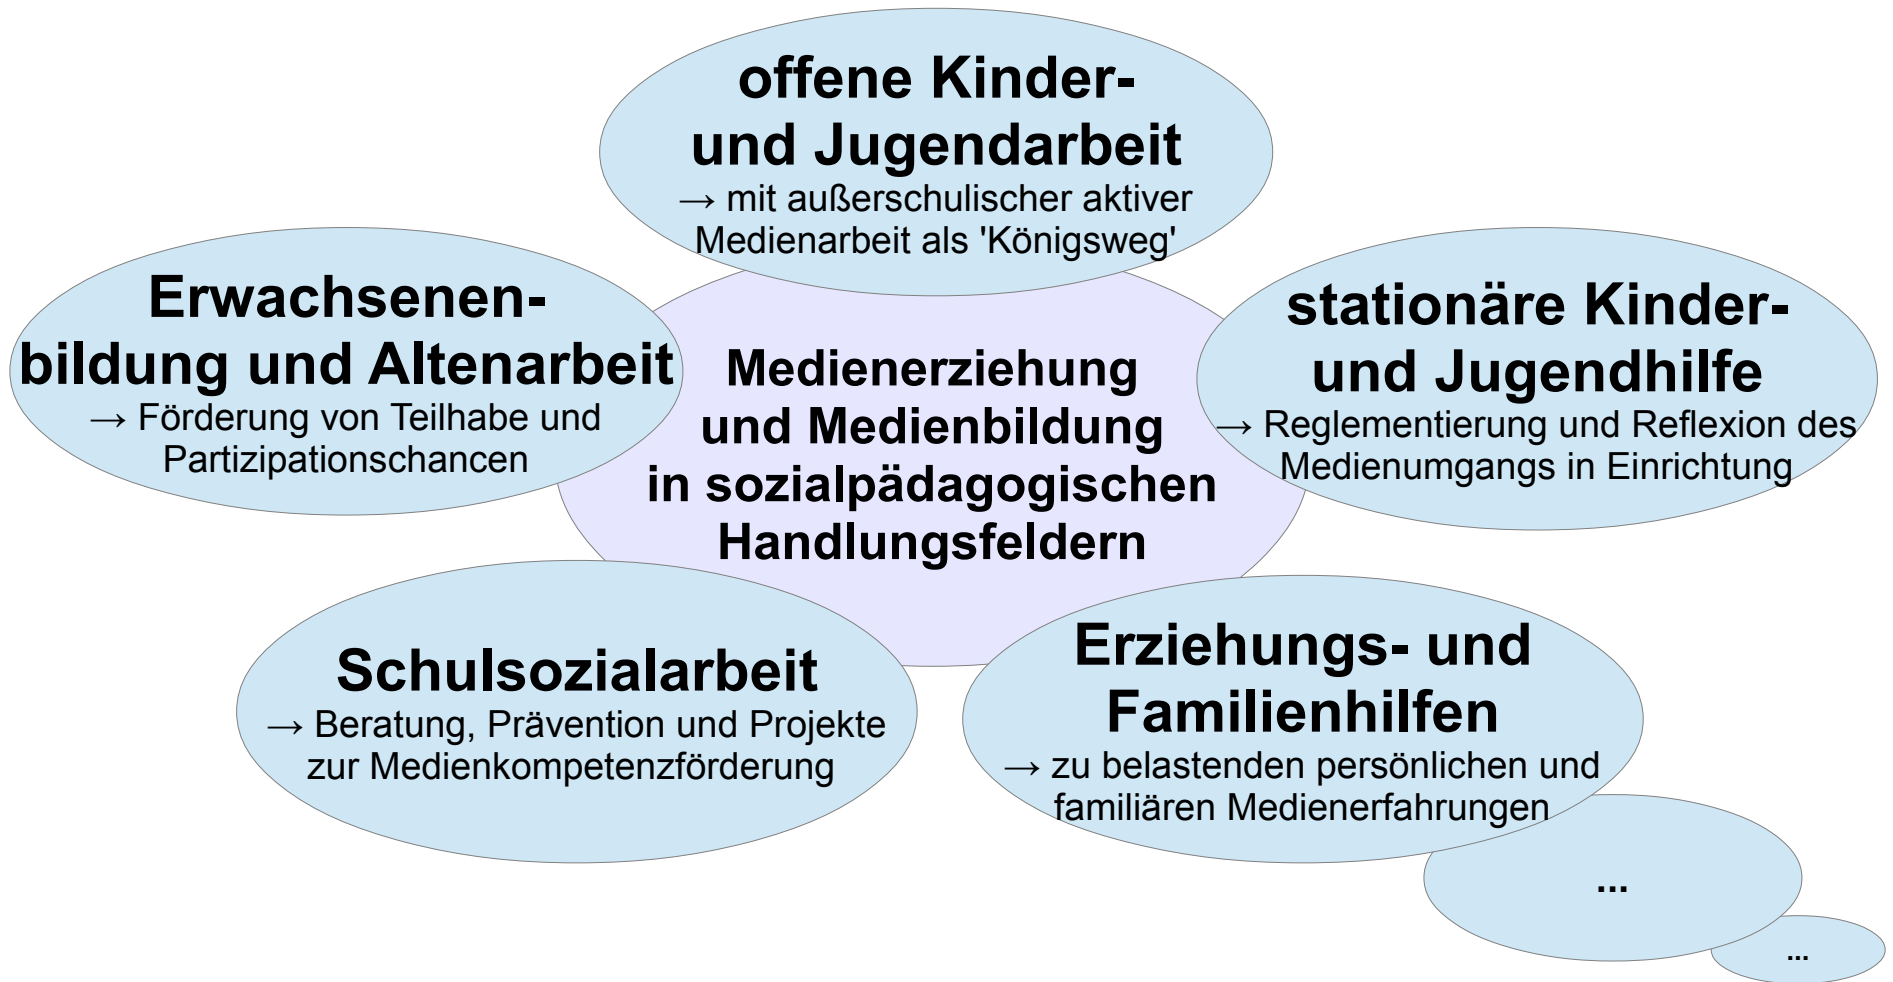 offene Kinder-
und Jugendarbeit
→ mit außerschulischer aktiver
Medienarbeit als 'Königsweg'
Erwachsenen-
bildung und Altenarbeit
→ Förderung von Teilhabe und
Partizipationschancen
Medienerziehung
und Medienbildung
in sozialpädagogischen
Handlungsfeldern
stationäre Kinder-
und Jugendhilfe
→ Reglementierung und Reflexion des
Medienumgangs in Einrichtung
Schulsozialarbeit
→ Beratung, Prävention und Projekte
zur Medienkompetenzförderung
Erziehungs- und
Familienhilfen
→ zu belastenden persönlichen und
familiären Medienerfahrungen
...
...